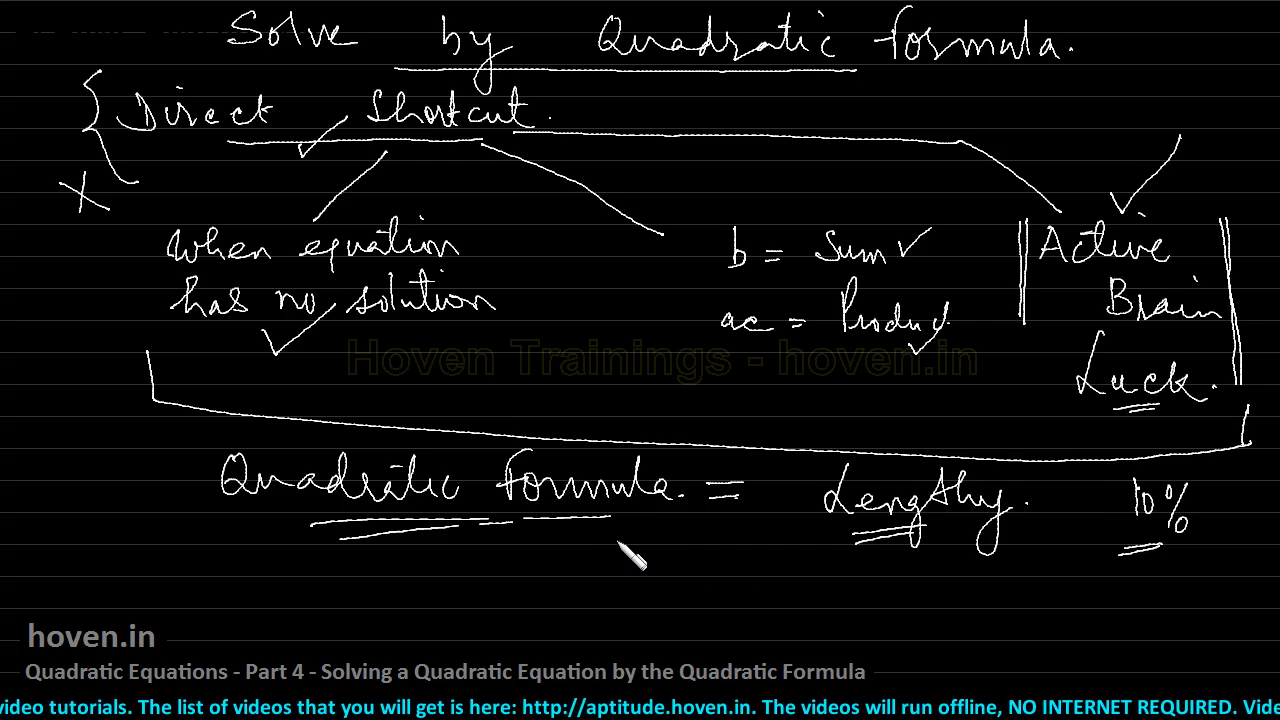 Solve by Quadratic formula.
Direct Shortcut.
When equation
has no solution
b = Sum
ac = Product
Active
Brain
Luck.
Hoven Trainings - hoven.in
Quadratic formula. = Lengthy. 10%
hoven.in
Quadratic Equations - Part 4 - Solving a Quadratic Equation by the Quadratic Formula
video tutorials. The list of videos that you will get is here: http://aptitude.hoven.in. The videos will run offline, NO INTERNET REQUIRED. Vide